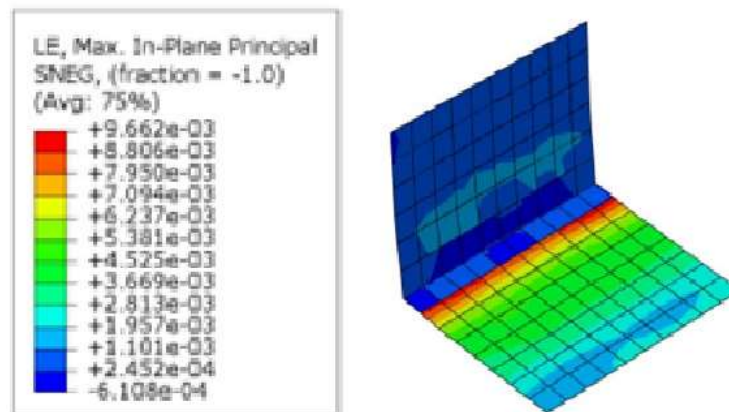 LE, Max. In-Plane Principal
SNEG, (fraction = -1.0)
(Avg: 75%)
+9.662e-03
+8.806e-03
+7.950e-03
+7.094e-03
+6.237e-03
+5.381e-03
+4.525e-03
+3.669e-03
+2.813e-03
+1.957e-03
+1.101e-03
+2.452e-04
-6.108e-04